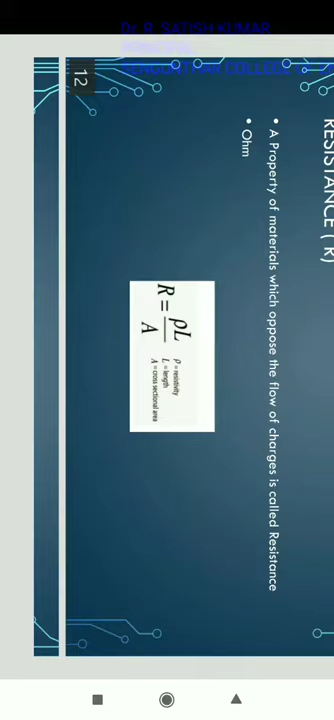 Dr. R. SATISH KUMAR
RESISTANCE ( R)
• A Property of materials which oppose the flow of charges is called Resistance
• Ohm
R = ρL / A
ρ = resistivity
L = length
A = cross sectional area
12